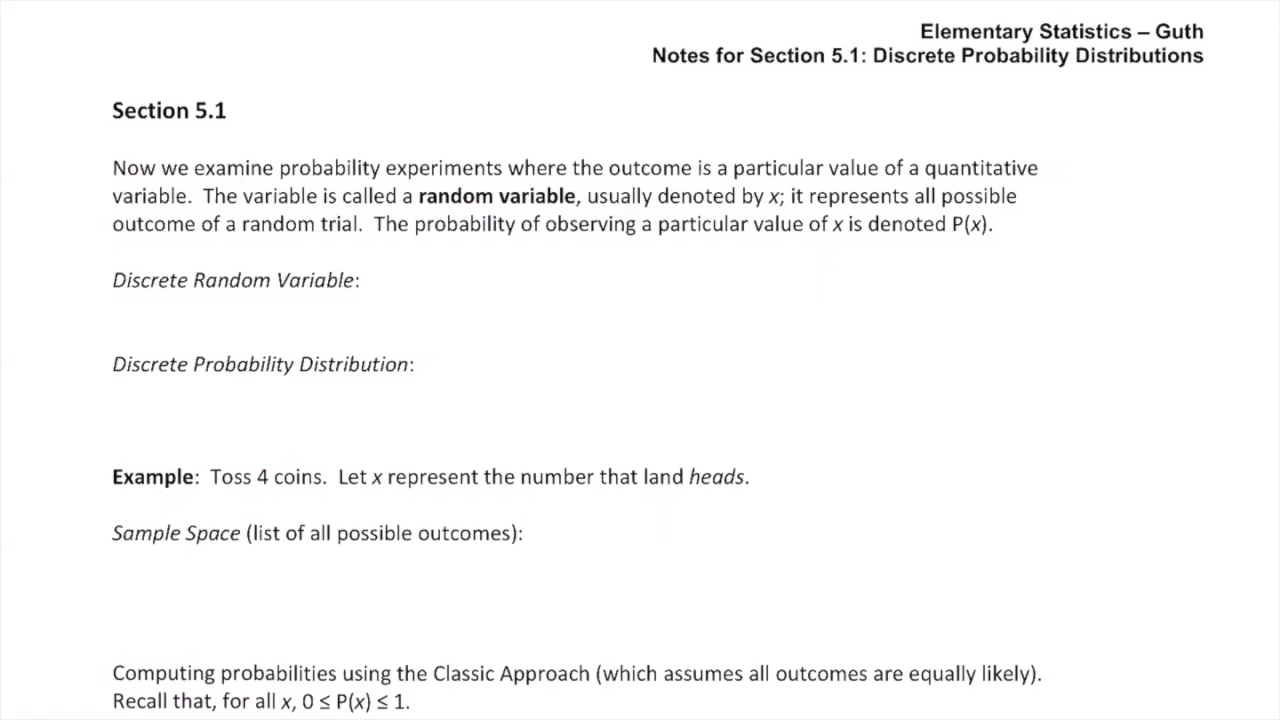 Elementary Statistics – Guth
Notes for Section 5.1: Discrete Probability Distributions
Section 5.1
Now we examine probability experiments where the outcome is a particular value of a quantitative
variable. The variable is called a random variable, usually denoted by x; it represents all possible
outcome of a random trial. The probability of observing a particular value of x is denoted P(x).
Discrete Random Variable:
Discrete Probability Distribution:
Example: Toss 4 coins. Let x represent the number that land heads.
Sample Space (list of all possible outcomes):
Computing probabilities using the Classic Approach (which assumes all outcomes are equally likely).
Recall that, for all x, 0 ≤ P(x) ≤ 1.